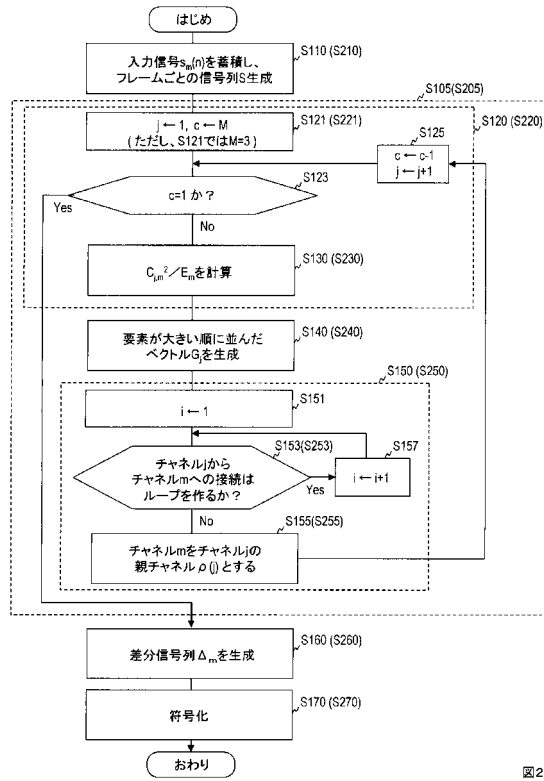 はじめ
S110 (S210)
入力信号sm(n)を蓄積し、
フレームごとの信号列S生成
S105(S205)
S120 (S220)
S121 (S221)
j ← 1, c ← M
( ただし、S121ではM=3 )
S125
c ← c-1
j ← j+1
S123
c=1 か？
Yes
No
S130 (S230)
Cj,m²／Emを計算
S140 (S240)
要素が大きい順に並んだ
ベクトルGjを生成
S150 (S250)
S151
i ← 1
S153(S253)
チャネルjから
チャネルmへの接続は
ループを作るか？
Yes
S157
i ← i+1
No
S155(S255)
チャネルmをチャネルjの
親チャネル ρ(j) とする
S160 (S260)
差分信号列 Δmを生成
S170 (S270)
符号化
おわり
図2